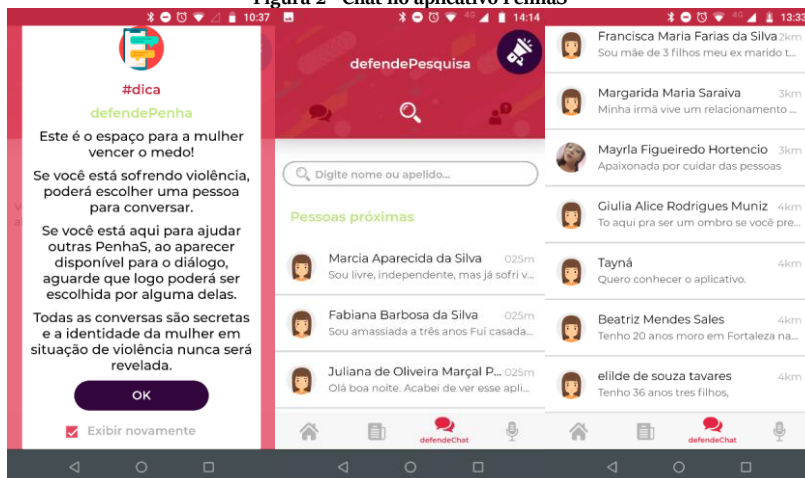 Figura 2 - Chat no aplicativo PenhaS
10:37
#dica
defendePenha
Este é o espaço para a mulher
vencer o medo!
Se você está sofrendo violência,
poderá escolher uma pessoa
para conversar.
Se você está aqui para ajudar
outras PenhaS, ao aparecer
disponível para o diálogo,
aguarde que logo poderá ser
escolhida por alguma delas.
Todas as conversas são secretas
e a identidade da mulher em
situação de violência nunca será
revelada.
OK
Exibir novamente
4G 14:14
defendePesquisa
Digite nome ou apelido...
Pessoas próximas
Marcia Aparecida da Silva 025m
Sou livre, independente, mas já sofri v...
Fabiana Barbosa da Silva 025m
Sou amassiada a três anos Fui casada...
Juliana de Oliveira Marçal P... 025m
Olá boa noite. Acabei de ver esse apli...
defendeChat
4G 13:33
Francisca Maria Farias da Silva 2km
Sou mãe de 3 filhos meu ex marido t...
Margarida Maria Saraiva 3km
Minha irmã vive um relacionamento ...
Mayrla Figueiredo Hortencio 3km
Apaixonada por cuidar das pessoas
Giulia Alice Rodrigues Muniz 4km
To aqui pra ser um ombro se você pre...
Tayná 4km
Quero conhecer o aplicativo.
Beatriz Mendes Sales 4km
Tenho 20 anos moro em Fortaleza na...
elilde de souza tavares 4km
Tenho 36 anos tres filhos,
defendeChat